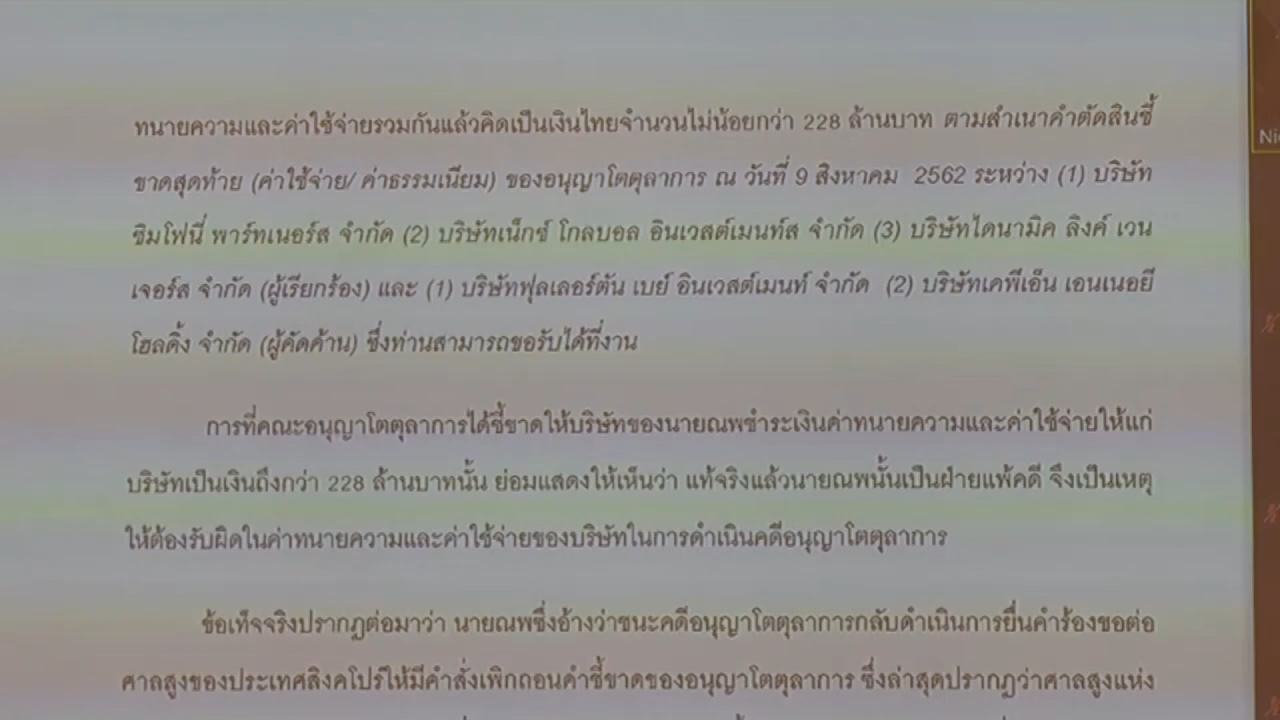 ทนายความและค่าใช้จ่ายรวมกันแล้วคิดเป็นเงินไทยจำนวนไม่น้อยกว่า 228 ล้านบาท ตามสำเนาคำตัดสินชี้
ขาดสุดท้าย (ค่าใช้จ่าย/ ค่าธรรมเนียม) ของอนุญาโตตุลาการ ณ วันที่ 9 สิงหาคม 2562 ระหว่าง (1) บริษัท
ซิมโฟนี่ พาร์ทเนอร์ส จำกัด (2) บริษัทเน็กซ์ โกลบอล อินเวสต์เมนท์ส จำกัด (3) บริษัทไดนามิค ลิงค์ เวน
เจอร์ส จำกัด (ผู้เรียกร้อง) และ (1) บริษัทฟุลเลอร์ตัน เบย์ อินเวสต์เมนท์ จำกัด (2) บริษัทเคพีเอ็น เอนเนอยี
โฮลดิ้ง จำกัด (ผู้คัดค้าน) ซึ่งท่านสามารถขอรับได้ที่งาน
การที่คณะอนุญาโตตุลาการได้ชี้ขาดให้บริษัทของนายณพชำระเงินค่าทนายความและค่าใช้จ่ายให้แก่
บริษัทเป็นเงินถึงกว่า 228 ล้านบาทนั้น ย่อมแสดงให้เห็นว่า แท้จริงแล้วนายณพนั้นเป็นฝ่ายแพ้คดี จึงเป็นเหตุ
ให้ต้องรับผิดในค่าทนายความและค่าใช้จ่ายของบริษัทในการดำเนินคดีอนุญาโตตุลาการ
ข้อเท็จจริงปรากฏต่อมาว่า นายณพซึ่งอ้างว่าชนะคดีอนุญาโตตุลาการกลับดำเนินการยื่นคำร้องขอต่อ
ศาลสูงของประเทศสิงคโปร์ให้มีคำสั่งเพิกถอนคำชี้ขาดของอนุญาโตตุลาการ ซึ่งล่าสุดปรากฏว่าศาลสูงแห่ง